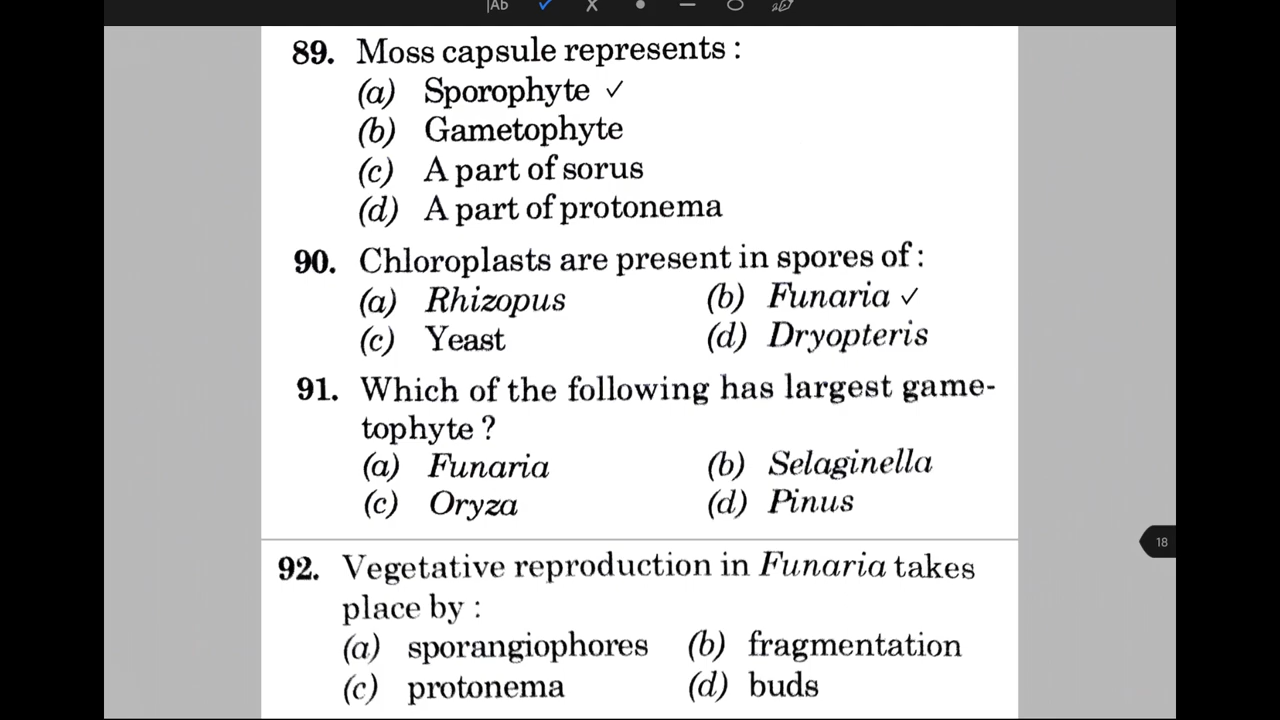 Ab
89. Moss capsule represents :
(a) Sporophyte ✓
(b) Gametophyte
(c) A part of sorus
(d) A part of protonema
90. Chloroplasts are present in spores of :
(a) Rhizopus (b) Funaria ✓
(c) Yeast (d) Dryopteris
91. Which of the following has largest game-
tophyte ?
(a) Funaria (b) Selaginella
(c) Oryza (d) Pinus
18
92. Vegetative reproduction in Funaria takes
place by :
(a) sporangiophores (b) fragmentation
(c) protonema (d) buds